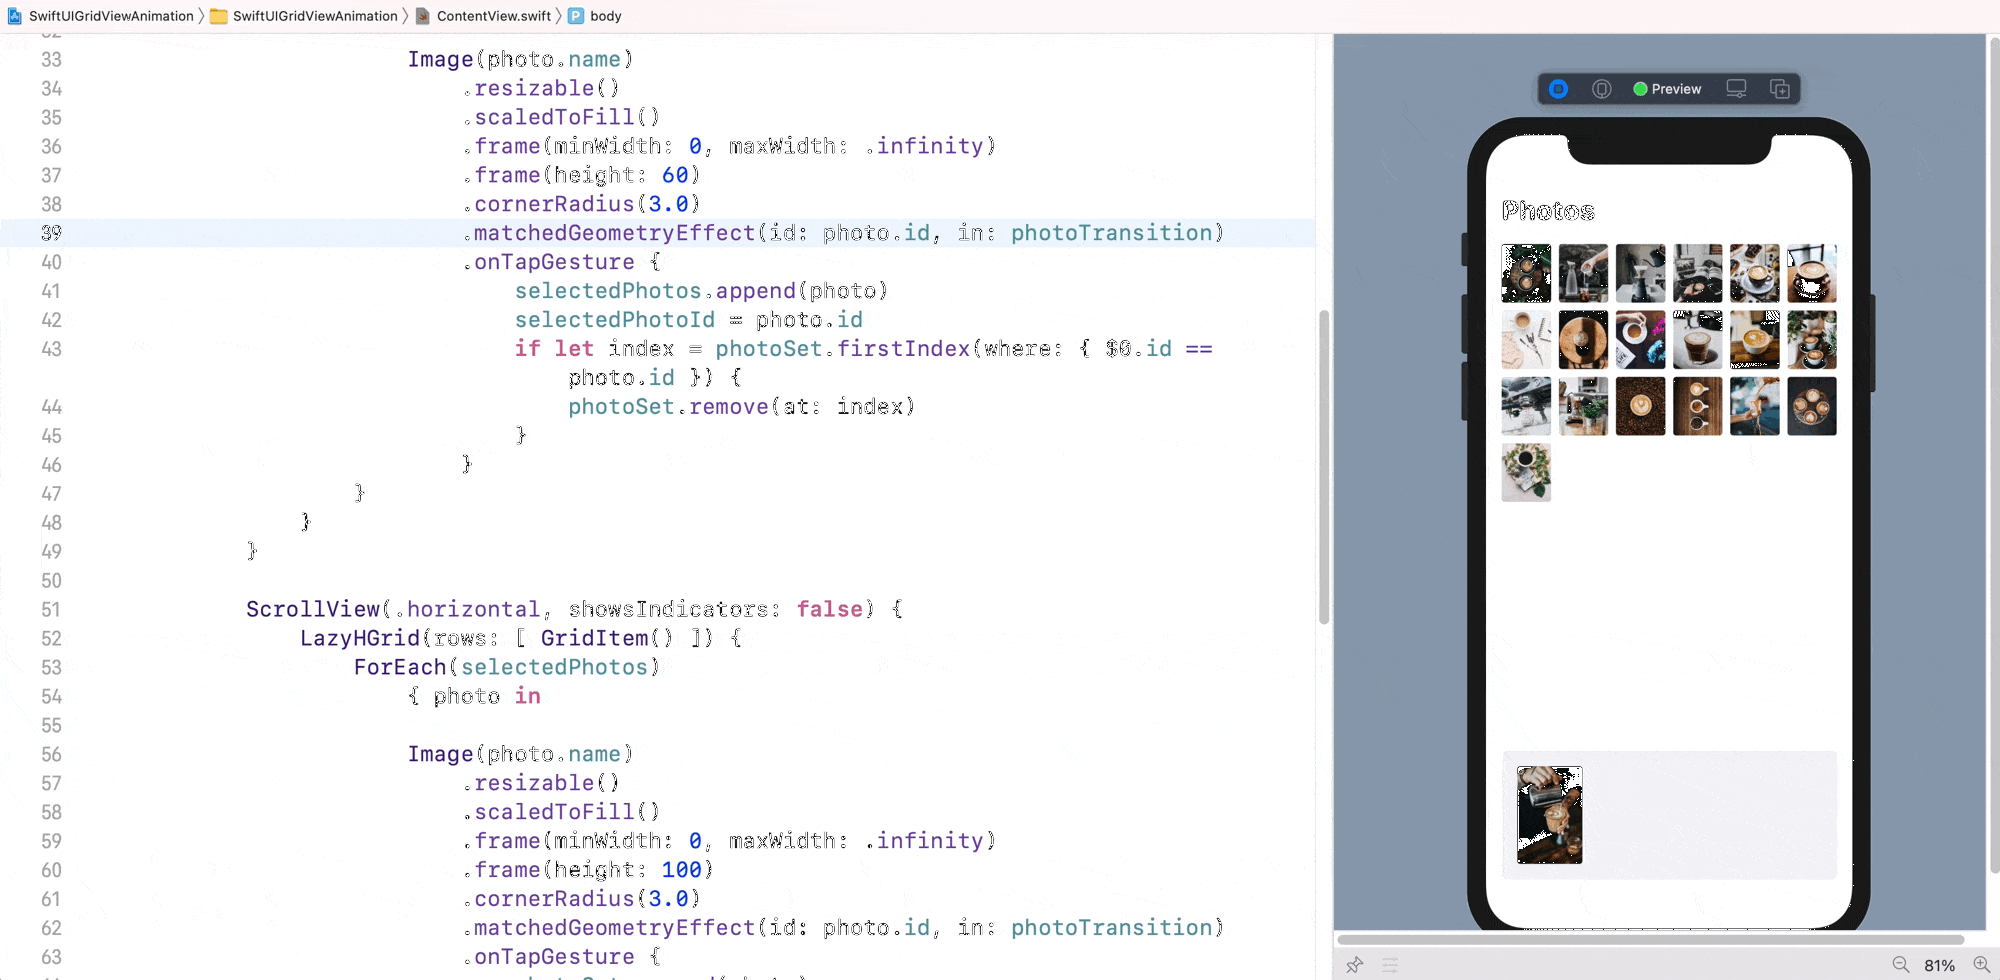 SwiftUIGridViewAnimation 〉 SwiftUIGridViewAnimation 〉 ContentView.swift 〉 P body
32
33 Image(photo.name)
34 .resizable()
35 .scaledToFill()
36 .frame(minWidth: 0, maxWidth: .infinity)
37 .frame(height: 60)
38 .cornerRadius(3.0)
39 .matchedGeometryEffect(id: photo.id, in: photoTransition)
40 .onTapGesture {
41 selectedPhotos.append(photo)
42 selectedPhotoId = photo.id
43 if let index = photoSet.firstIndex(where: { $0.id ==
photo.id }) {
44 photoSet.remove(at: index)
45 }
46 }
47 }
48 }
49 }
50
51 ScrollView(.horizontal, showsIndicators: false) {
52 LazyHGrid(rows: [ GridItem() ]) {
53 ForEach(selectedPhotos)
54 { photo in
55
56 Image(photo.name)
57 .resizable()
58 .scaledToFill()
59 .frame(minWidth: 0, maxWidth: .infinity)
60 .frame(height: 100)
61 .cornerRadius(3.0)
62 .matchedGeometryEffect(id: photo.id, in: photoTransition)
63 .onTapGesture {
Preview
Photos
81%